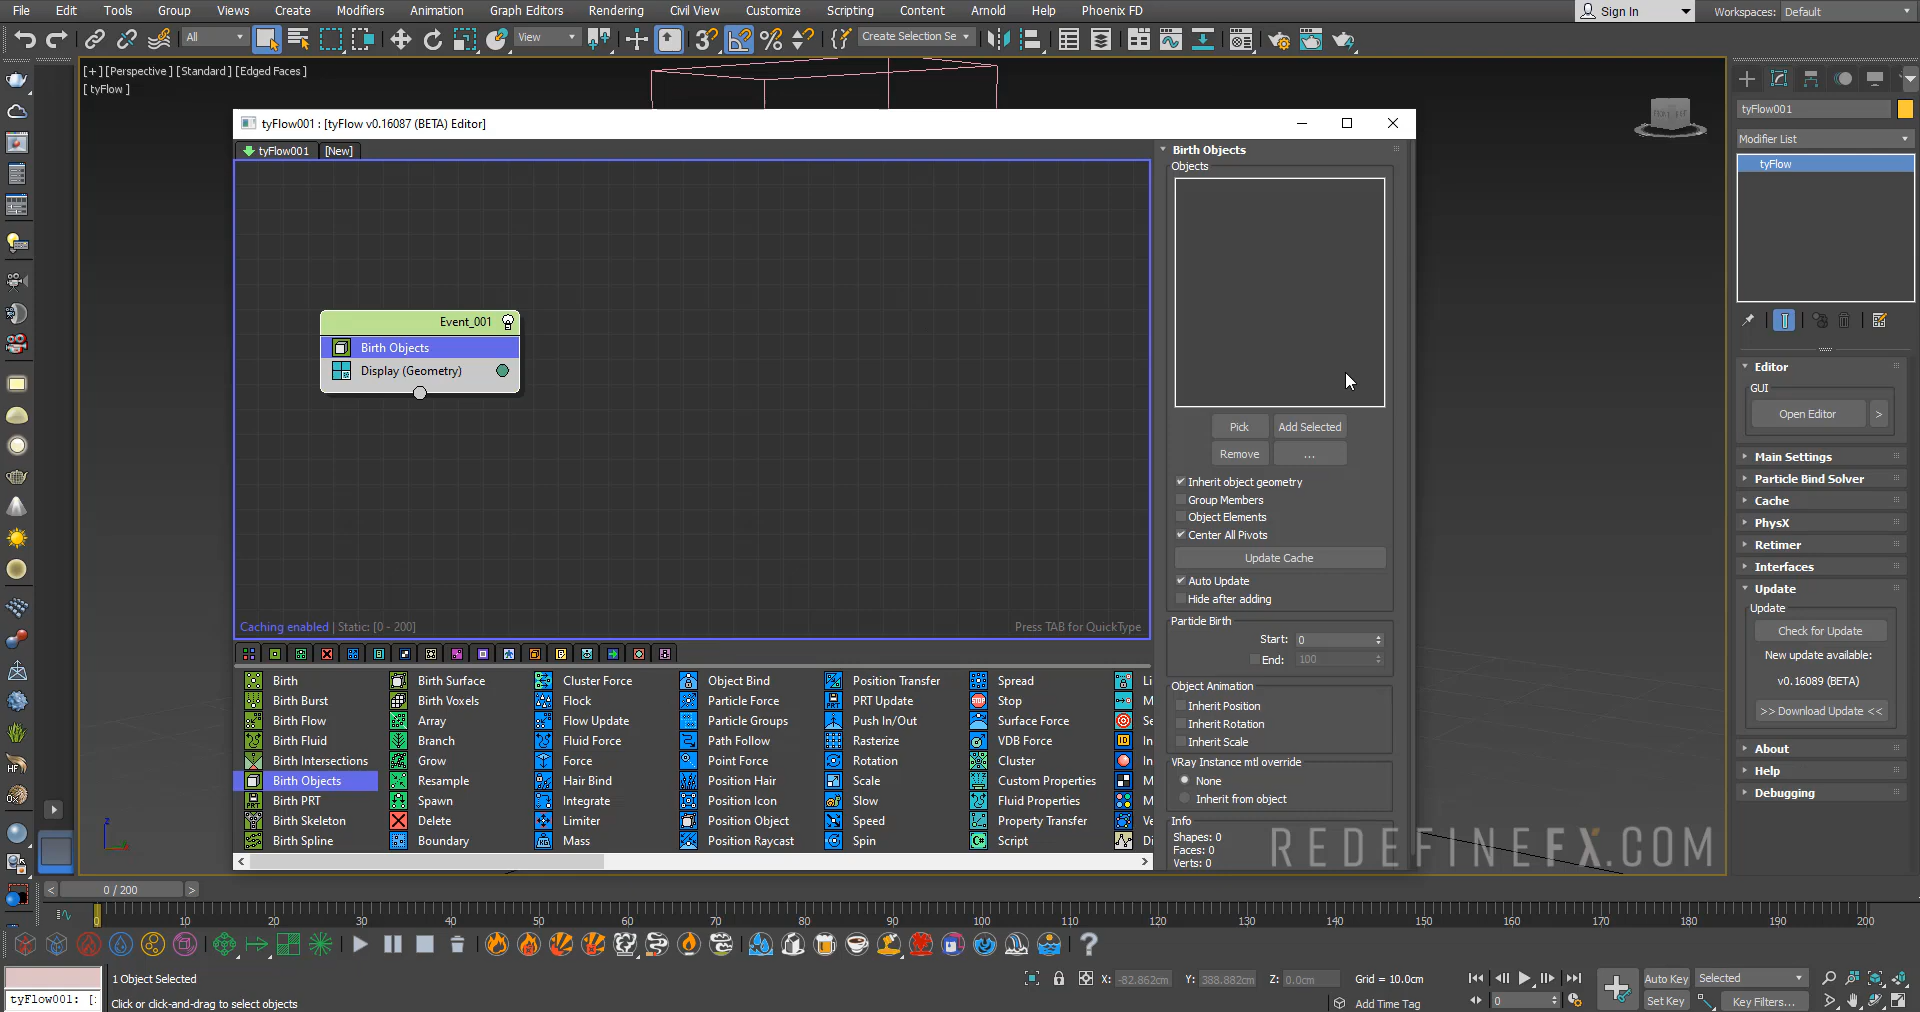 File Edit Tools Group Views Create Modifiers Animation Graph Editors Rendering Civil View Customize Scripting Content Arnold Help Phoenix FD
Sign In
Workspaces: Default
All
View
Create Selection Se
[+] [Perspective ] [Standard ] [Edged Faces ]
[ tyFlow ]
tyFlow001 : [tyFlow v0.16087 (BETA) Editor]
tyFlow001 [New]
Event_001
Birth Objects
Display (Geometry)
Caching enabled | Static: [0 - 200]
Press TAB for QuickType
Birth Birth Surface Cluster Force Object Bind Position Transfer Spread
Birth Burst Birth Voxels Flock Particle Force PRT Update Stop
Birth Flow Array Flow Update Particle Groups Push In/Out Surface Force
Birth Fluid Branch Fluid Force Path Follow Rasterize VDB Force
Birth Intersections Grow Force Point Force Rotation Cluster
Birth Objects Resample Hair Bind Position Hair Scale Custom Properties
Birth PRT Spawn Integrate Position Icon Slow Fluid Properties
Birth Skeleton Delete Limiter Position Object Speed Property Transfer
Birth Spline Boundary Mass Position Raycast Spin Script
Birth Objects
Objects
Pick Add Selected
Remove ...
Inherit object geometry
Group Members
Object Elements
Center All Pivots
Update Cache
Auto Update
Hide after adding
Particle Birth
Start: 0
End: 100
Object Animation
Inherit Position
Inherit Rotation
Inherit Scale
VRay Instance mtl override
None
Inherit from object
Info
Shapes: 0
Faces: 0
Verts: 0
tyFlow001
Modifier List
tyFlow
Editor
GUI
Open Editor >
Main Settings
Particle Bind Solver
Cache
PhysX
Retimer
Interfaces
Update
Update
Check for Update
New update available:
v0.16089 (BETA)
>> Download Update <<
About
Help
Debugging
REDEFINEFX.COM
< 0 / 200 >
0 10 20 30 40 50 60 70 80 90 100 110 120 130 140 150 160 170 180 190 200
1 Object Selected
X: -82.862cm Y: 388.882cm Z: 0.0cm Grid = 10.0cm
Auto Key Selected
tyFlow001: [:
Click or click-and-drag to select objects
Add Time Tag
0
Set Key Key Filters...